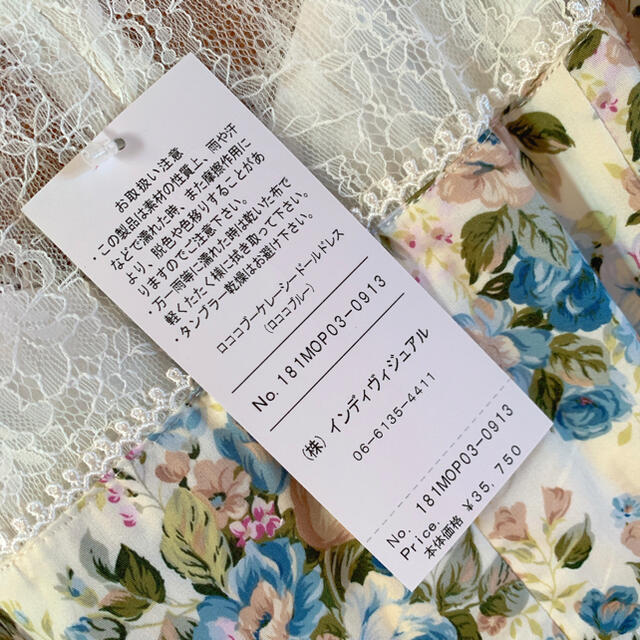 お取扱い注意
・この製品は素材の性質上、雨や汗
などで濡れた時、また摩擦作用に
より、脱色や色移りすることがあ
りますのでご注意下さい。
・万一雨等に濡れた時は乾いた布で
軽くたたく様に拭き取って下さい。
・タンブラー乾燥はお避け下さい。
ロココブーケレーシードールドレス
(ロココブルー)
No. 181MOP03-0913
(株) インディヴィジュアル
06-6135-4411
No. 181MOP03-0913
Price.
本体価格 ¥35,750